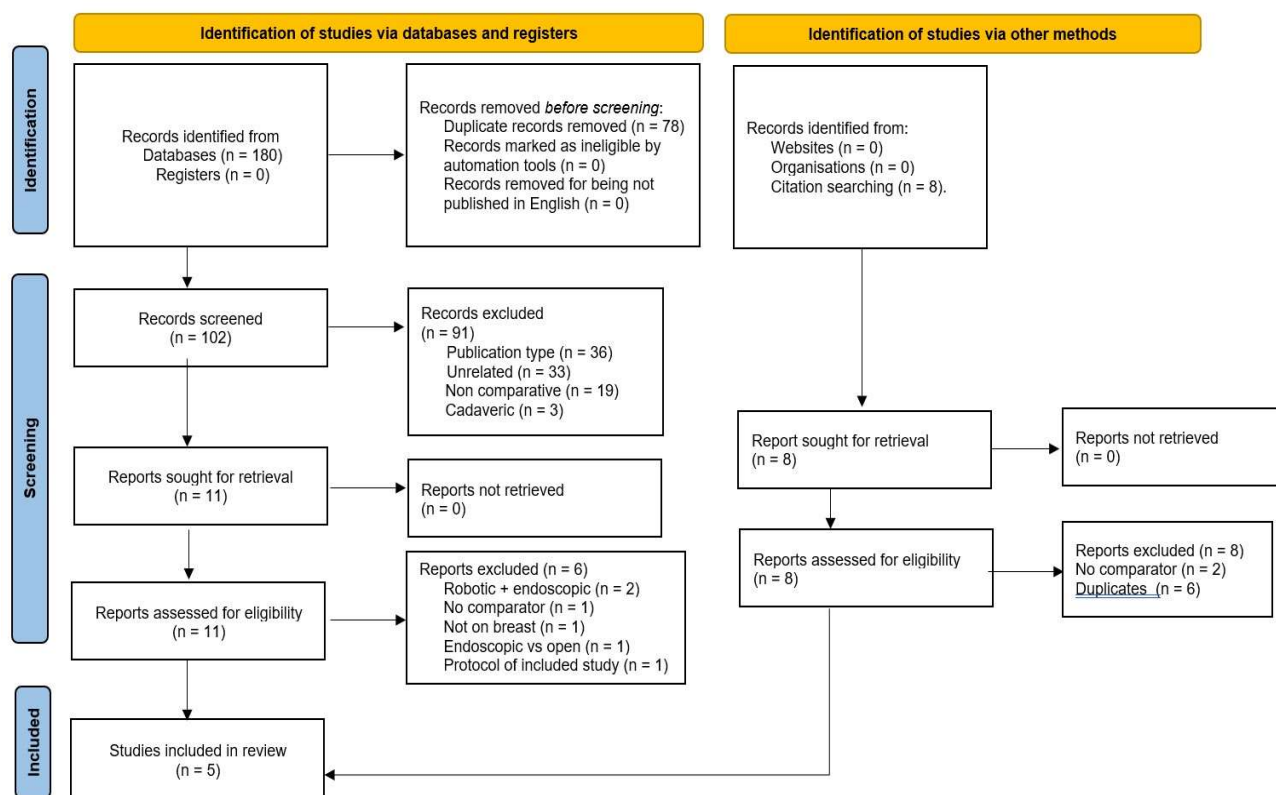 Identification of studies via databases and registers
Identification of studies via other methods
Identification
Records identified from
Databases (n = 180)
Registers (n = 0)
Records removed before screening:
Duplicate records removed (n = 78)
Records marked as ineligible by
automation tools (n = 0)
Records removed for being not
published in English (n = 0)
Records identified from:
Websites (n = 0)
Organisations (n = 0)
Citation searching (n = 8).
Screening
Records screened
(n = 102)
Records excluded
(n = 91)
Publication type (n = 36)
Unrelated (n = 33)
Non comparative (n = 19)
Cadaveric (n = 3)
Reports sought for retrieval
(n = 11)
Reports not retrieved
(n = 0)
Report sought for retrieval
(n = 8)
Reports not retrieved
(n = 0)
Reports assessed for eligibility
(n = 11)
Reports excluded (n = 6)
Robotic + endoscopic (n = 2)
No comparator (n = 1)
Not on breast (n = 1)
Endoscopic vs open (n = 1)
Protocol of included study (n = 1)
Reports assessed for eligibility
(n = 8)
Reports excluded (n = 8)
No comparator (n = 2)
Duplicates (n = 6)
Included
Studies included in review
(n = 5)